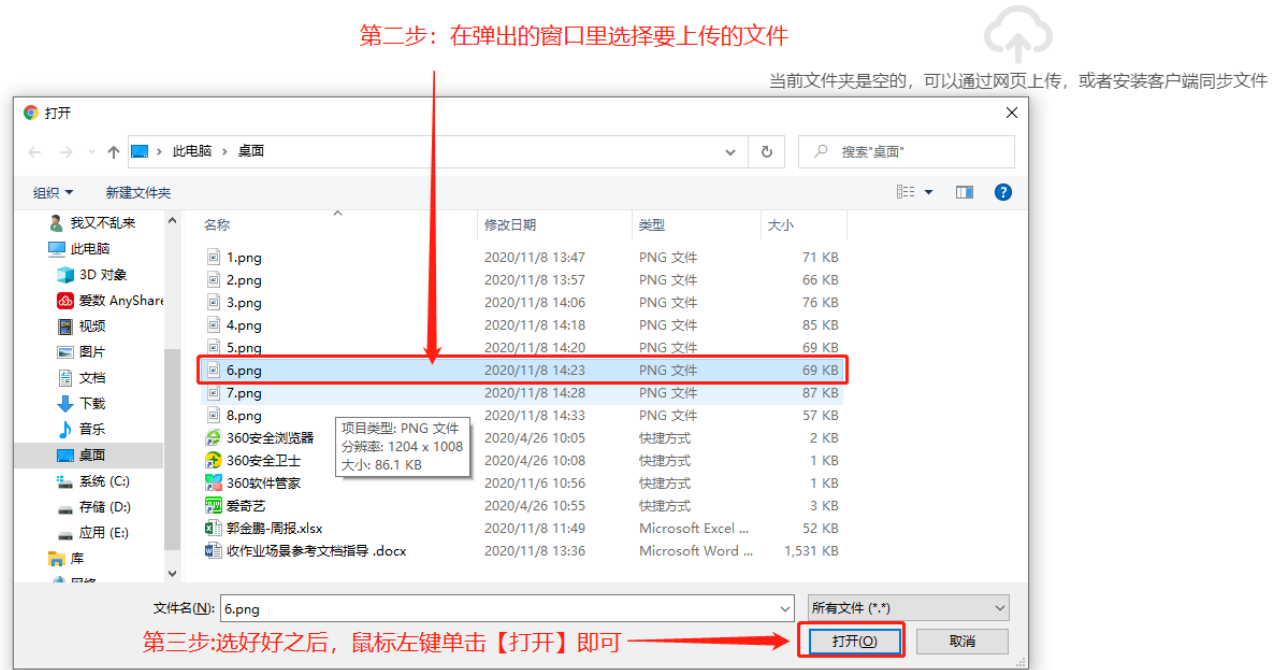 第二步：在弹出的窗口里选择要上传的文件
当前文件夹是空的，可以通过网页上传，或者安装客户端同步文件
打开
此电脑 › 桌面
搜索"桌面"
组织
新建文件夹
我又不乱来
此电脑
3D 对象
爱数 AnyShare
视频
图片
文档
下载
音乐
桌面
系统 (C:)
存储 (D:)
应用 (E:)
库
网络
名称 修改日期 类型 大小
1.png 2020/11/8 13:47 PNG 文件 71 KB
2.png 2020/11/8 13:57 PNG 文件 66 KB
3.png 2020/11/8 14:06 PNG 文件 76 KB
4.png 2020/11/8 14:18 PNG 文件 85 KB
5.png 2020/11/8 14:20 PNG 文件 69 KB
6.png 2020/11/8 14:23 PNG 文件 69 KB
7.png 2020/11/8 14:28 PNG 文件 87 KB
8.png 2020/11/8 14:33 PNG 文件 57 KB
360安全浏览器 2020/4/26 10:05 快捷方式 2 KB
360安全卫士 2020/4/26 10:08 快捷方式 1 KB
360软件管家 2020/11/6 10:56 快捷方式 1 KB
爱奇艺 2020/4/26 10:55 快捷方式 3 KB
郭金鹏-周报.xlsx 2020/11/8 11:49 Microsoft Excel ... 52 KB
收作业场景参考文档指导 .docx 2020/11/8 13:36 Microsoft Word ... 1,531 KB
项目类型: PNG 文件
分辨率: 1204 x 1008
大小: 86.1 KB
文件名(N): 6.png
所有文件 (*.*)
第三步:选好好之后，鼠标左键单击【打开】即可
打开(O)
取消